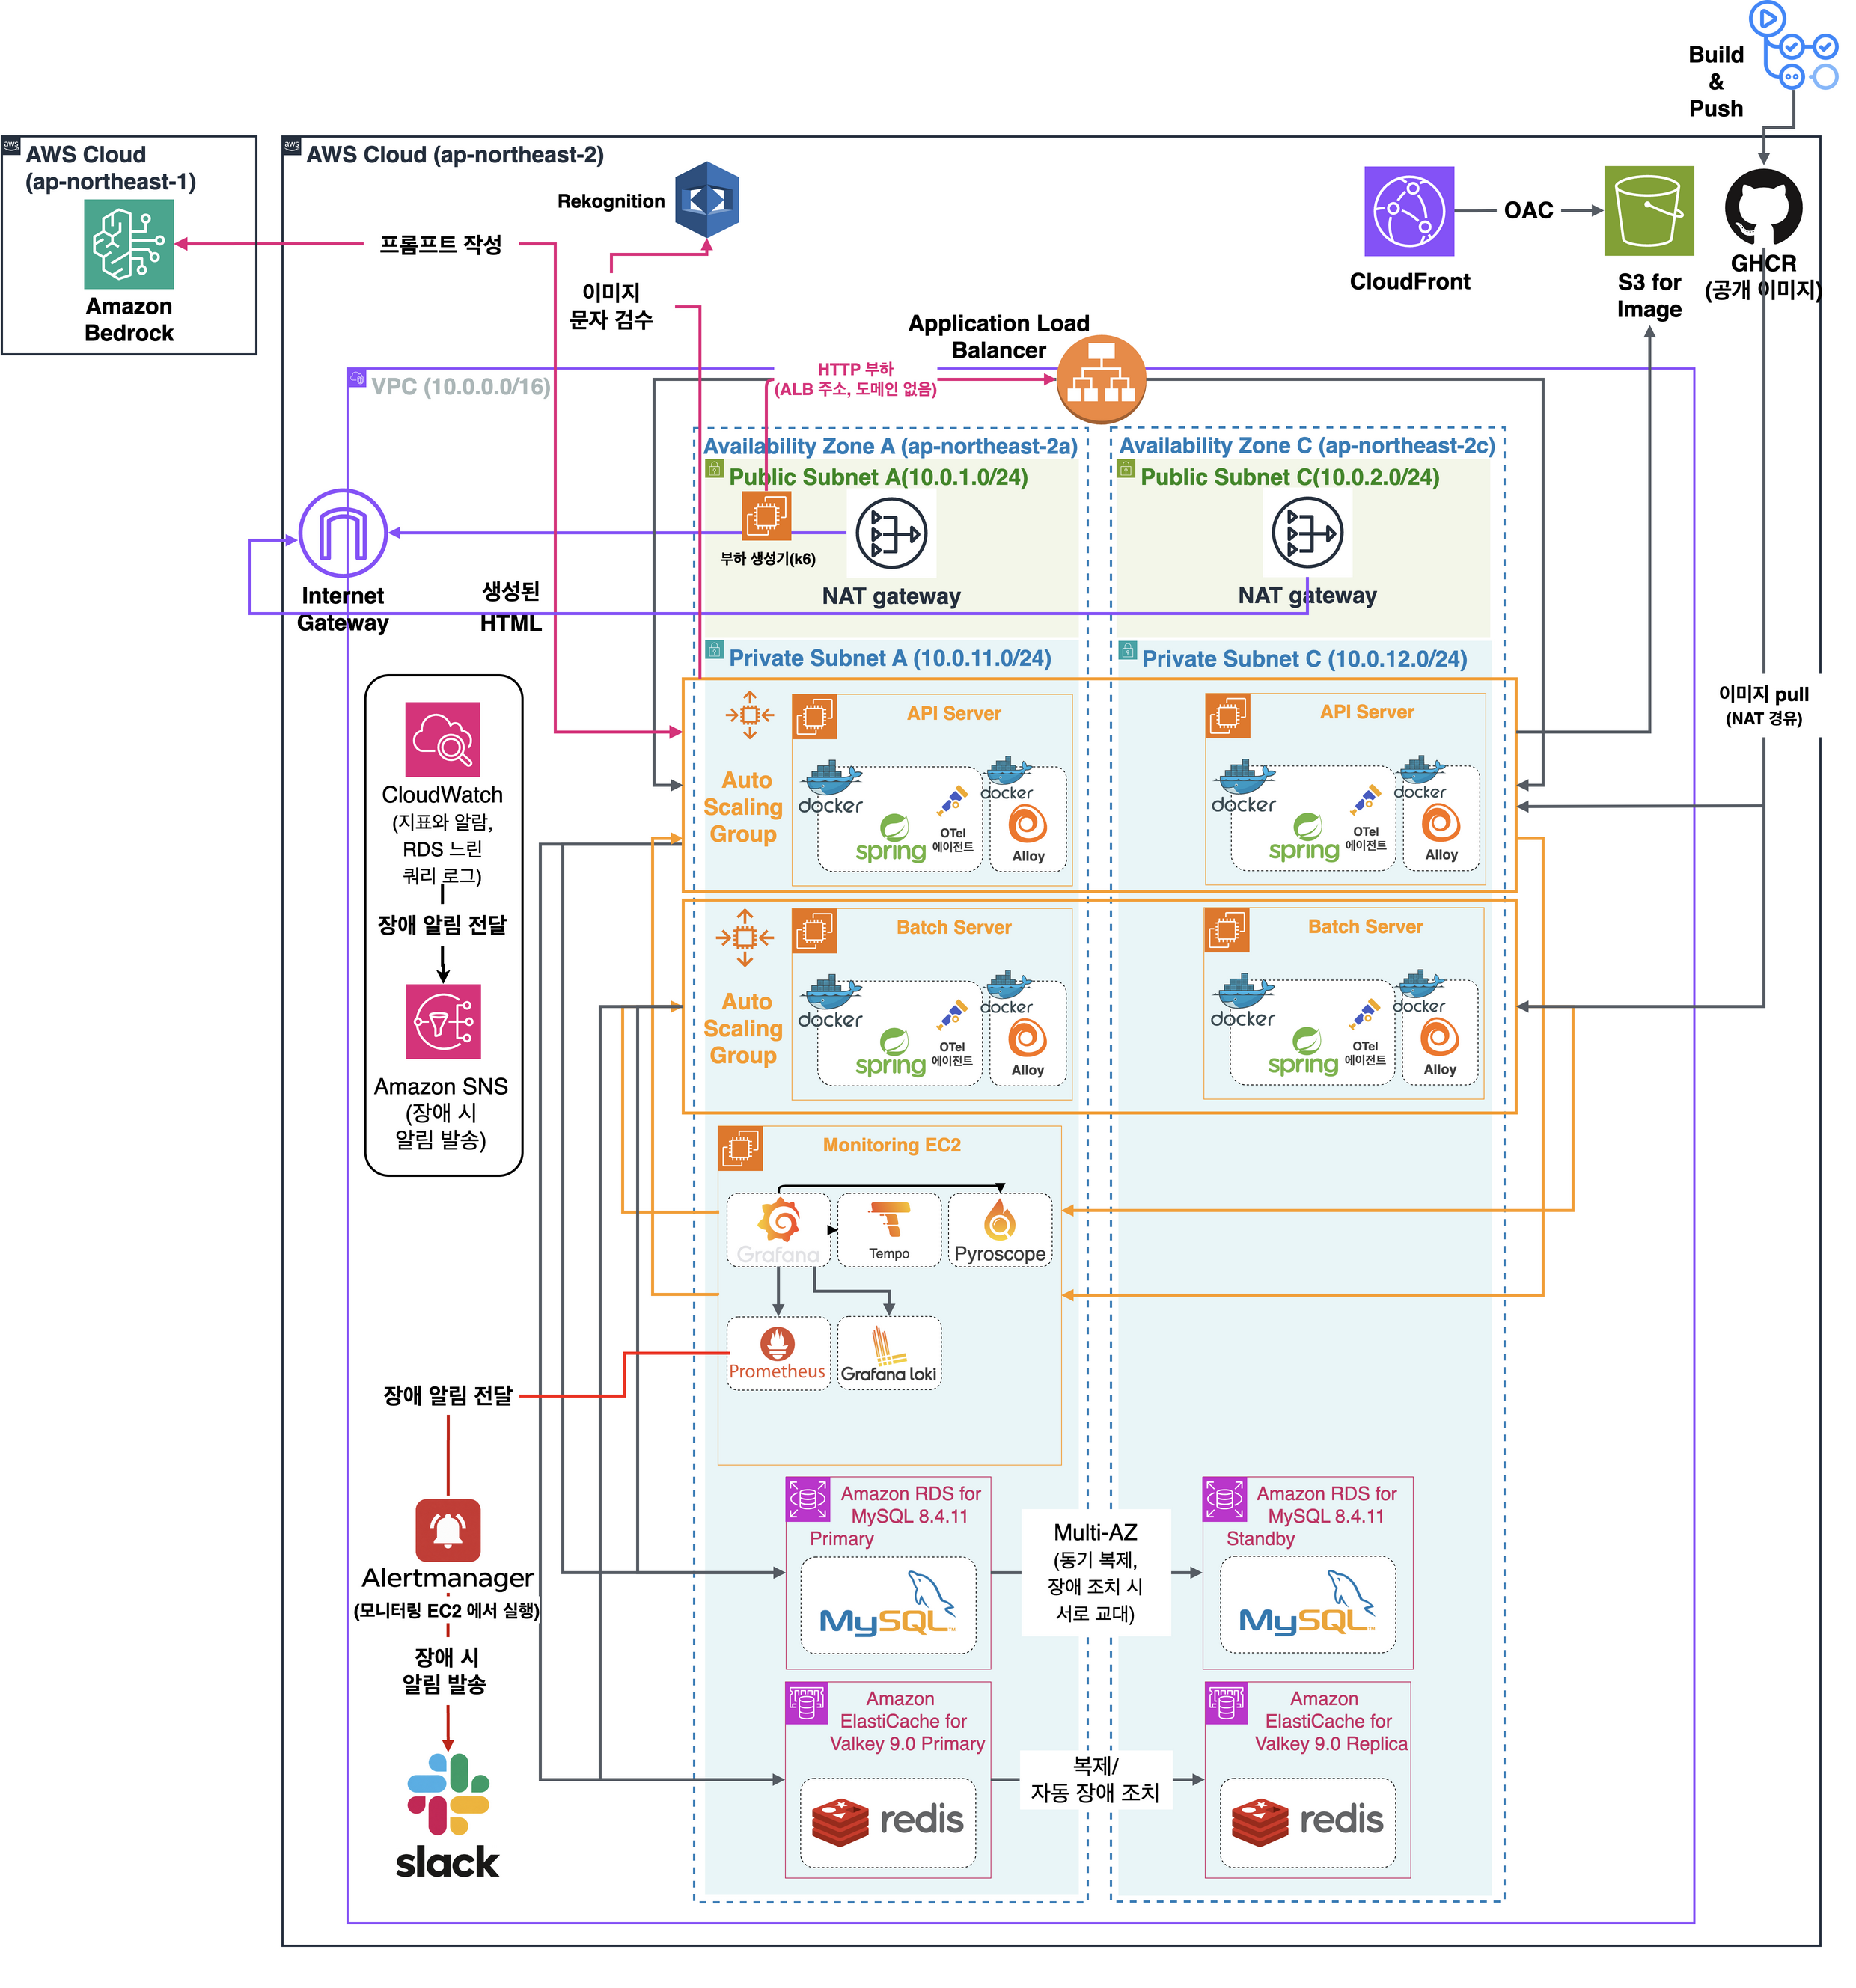 Build
&
Push
aws
AWS Cloud
(ap-northeast-1)
Amazon
Bedrock
aws
AWS Cloud (ap-northeast-2)
Rekognition
프롬프트 작성
이미지
문자 검수
CloudFront
OAC
S3 for
Image
GHCR
(공개 이미지)
Application Load
Balancer
HTTP 부하
(ALB 주소, 도메인 없음)
VPC (10.0.0.0/16)
Availability Zone A (ap-northeast-2a)
Public Subnet A(10.0.1.0/24)
부하 생성기(k6)
NAT gateway
Availability Zone C (ap-northeast-2c)
Public Subnet C(10.0.2.0/24)
NAT gateway
Internet
Gateway
생성된
HTML
Private Subnet A (10.0.11.0/24)
Private Subnet C (10.0.12.0/24)
이미지 pull
(NAT 경유)
CloudWatch
(지표와 알람,
RDS 느린
쿼리 로그)
장애 알림 전달
Amazon SNS
(장애 시
알림 발송)
Auto
Scaling
Group
API Server
docker
spring
OTel
에이전트
docker
Alloy
API Server
docker
spring
OTel
에이전트
docker
Alloy
Auto
Scaling
Group
Batch Server
docker
spring
OTel
에이전트
docker
Alloy
Batch Server
docker
spring
OTel
에이전트
docker
Alloy
Monitoring EC2
Grafana
Tempo
Pyroscope
Prometheus
Grafana loki
장애 알림 전달
Alertmanager
(모니터링 EC2 에서 실행)
장애 시
알림 발송
slack
Amazon RDS for
MySQL 8.4.11
Primary
MySQL™
Multi-AZ
(동기 복제,
장애 조치 시
서로 교대)
Amazon RDS for
MySQL 8.4.11
Standby
MySQL™
Amazon
ElastiCache for
Valkey 9.0 Primary
redis
복제/
자동 장애 조치
Amazon
ElastiCache for
Valkey 9.0 Replica
redis